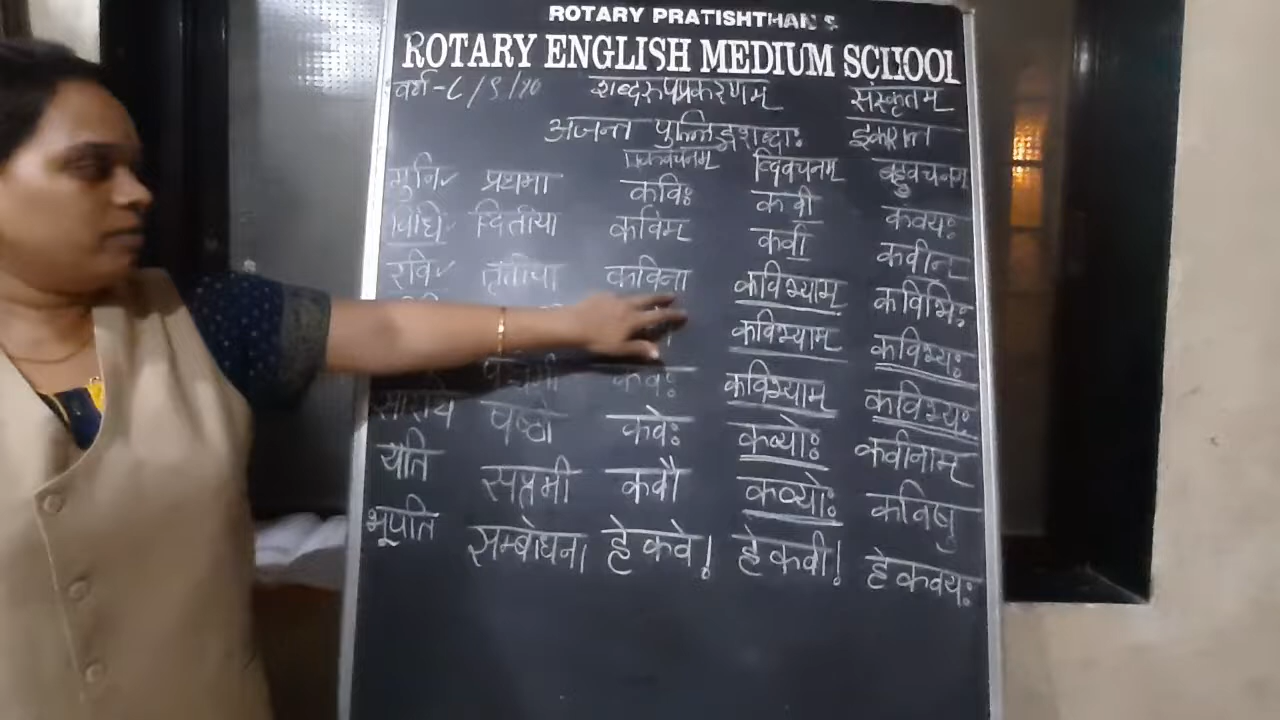 ROTARY PRATISHTHAN'S
ROTARY ENGLISH MEDIUM SCHOOL
वर्ग-८/९/१० शब्दरुपप्रकरणम् संस्कृतम्
अजन्त पुल्लिङ्गशब्दाः इकारान्त
एकवचनम् द्विवचनम् बहुवचनम्
मुनि प्रथमा कविः कवी कवयः
विधि द्वितीया कविम् कवी कवीन्
रवि तृतीया कविना कविभ्याम् कविभिः
कविभ्याम् कविभ्यः
पञ्चमी कवेः कविभ्याम् कविभ्यः
सारथि षष्ठी कवेः कव्योः कवीनाम्
यति सप्तमी कवौ कव्योः कविषु
भूपति सम्बोधना हे कवे! हे कवी! हे कवयः